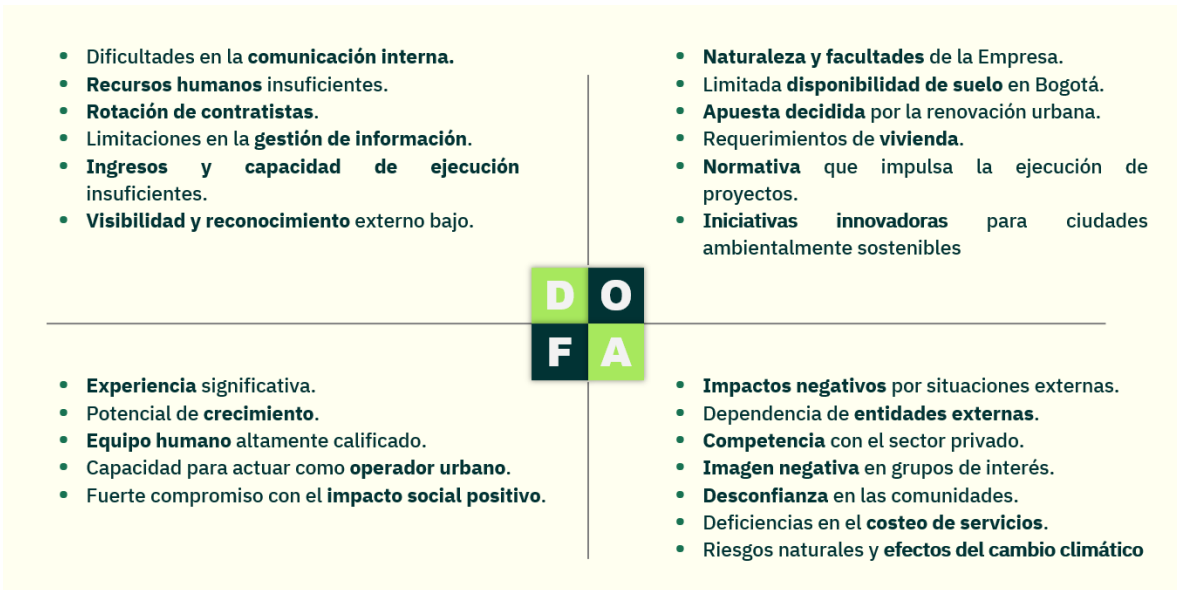 Dificultades en la comunicación interna.
Recursos humanos insuficientes.
Rotación de contratistas.
Limitaciones en la gestión de información.
Ingresos y capacidad de ejecución
insuficientes.
Visibilidad y reconocimiento externo bajo.
Naturaleza y facultades de la Empresa.
Limitada disponibilidad de suelo en Bogotá.
Apuesta decidida por la renovación urbana.
Requerimientos de vivienda.
Normativa que impulsa la ejecución de
proyectos.
Iniciativas innovadoras para ciudades
ambientalmente sostenibles
D O
F A
Experiencia significativa.
Potencial de crecimiento.
Equipo humano altamente calificado.
Capacidad para actuar como operador urbano.
Fuerte compromiso con el impacto social positivo.
Impactos negativos por situaciones externas.
Dependencia de entidades externas.
Competencia con el sector privado.
Imagen negativa en grupos de interés.
Desconfianza en las comunidades.
Deficiencias en el costeo de servicios.
Riesgos naturales y efectos del cambio climático